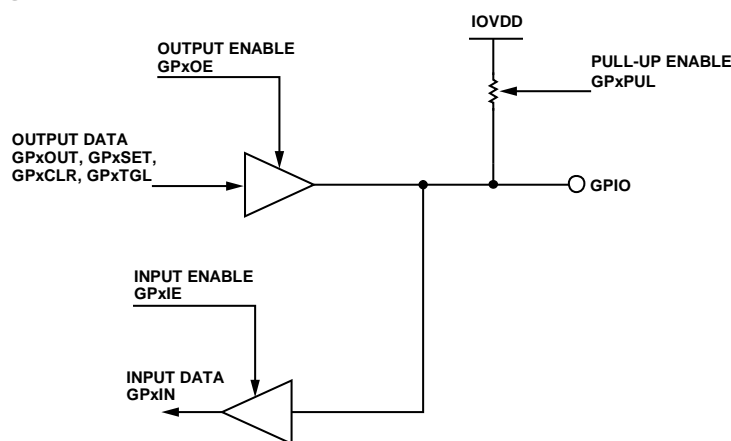 OUTPUT ENABLE
GPxOE
IOVDD
PULL-UP ENABLE
GPxPUL
OUTPUT DATA
GPxOUT, GPxSET,
GPxCLR, GPxTGL
GPIO
INPUT ENABLE
GPxIE
INPUT DATA
GPxIN